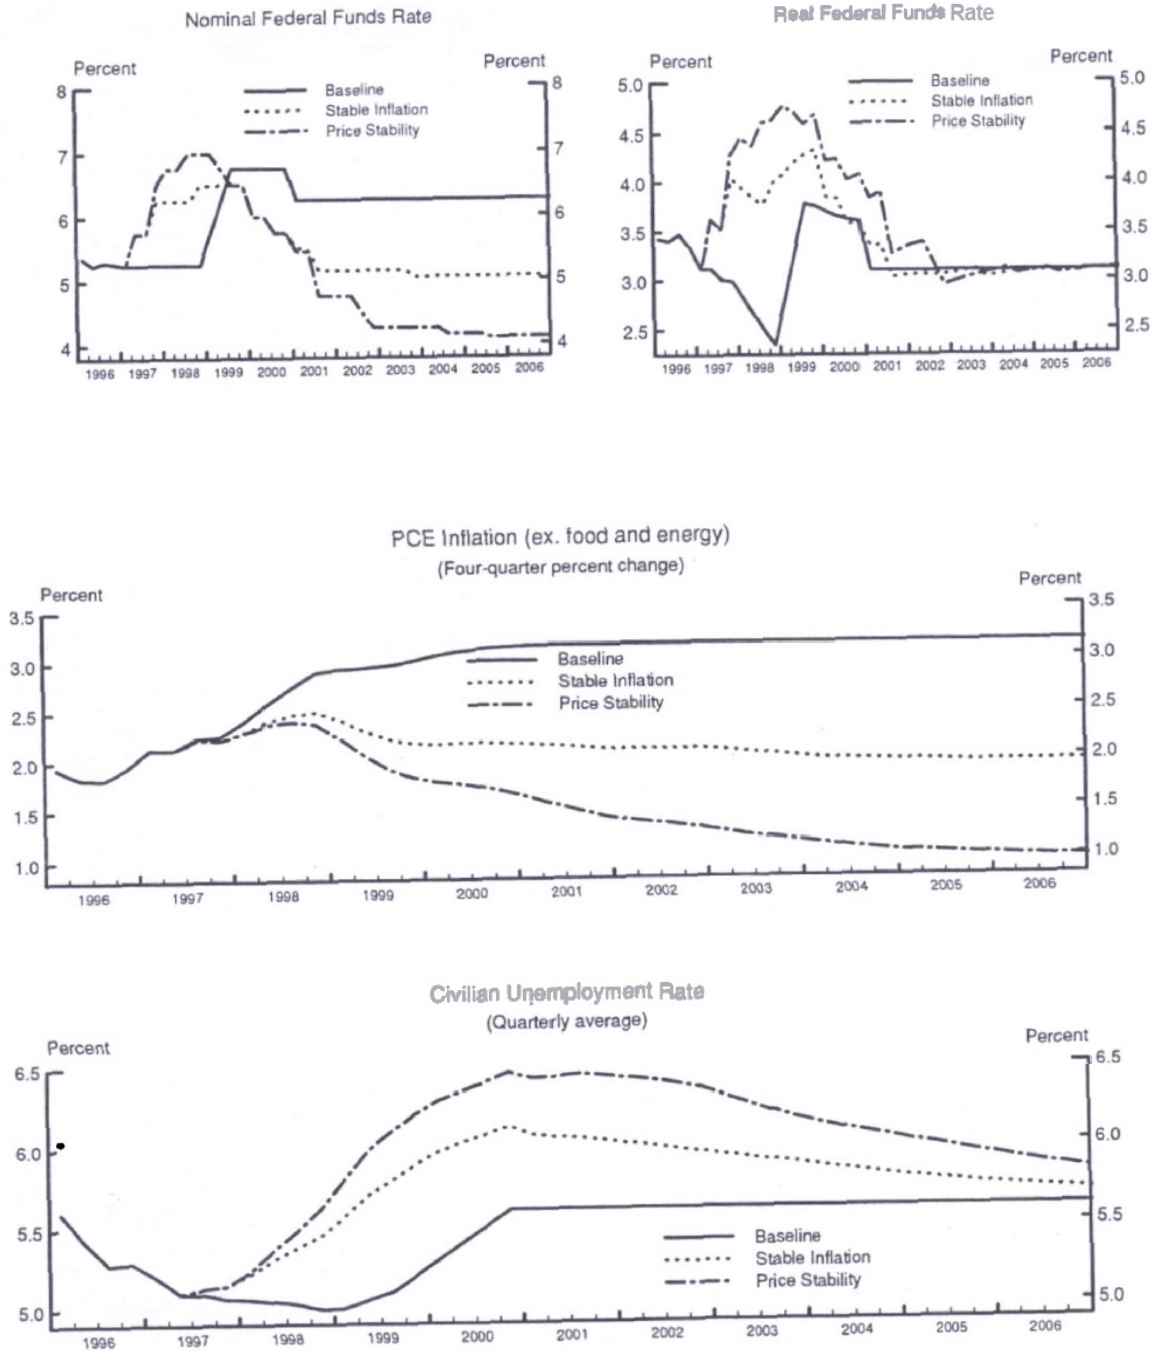 Nominal Federal Funds Rate
Percent
Percent
Baseline
Stable Inflation
Price Stability
8
7
6
5
4
8
7
6
5
4
1996 1997 1998 1999 2000 2001 2002 2003 2004 2005 2006
Real Federal Funds Rate
Percent
Percent
Baseline
Stable Inflation
Price Stability
5.0
4.5
4.0
3.5
3.0
2.5
5.0
4.5
4.0
3.5
3.0
2.5
1996 1997 1998 1999 2000 2001 2002 2003 2004 2005 2006
PCE Inflation (ex. food and energy)
(Four-quarter percent change)
Percent
Percent
Baseline
Stable Inflation
Price Stability
3.5
3.0
2.5
2.0
1.5
1.0
3.5
3.0
2.5
2.0
1.5
1.0
1996 1997 1998 1999 2000 2001 2002 2003 2004 2005 2006
Civilian Unemployment Rate
(Quarterly average)
Percent
Percent
6.5
6.0
5.5
5.0
6.5
6.0
5.5
5.0
Baseline
Stable Inflation
Price Stability
1996 1997 1998 1999 2000 2001 2002 2003 2004 2005 2006